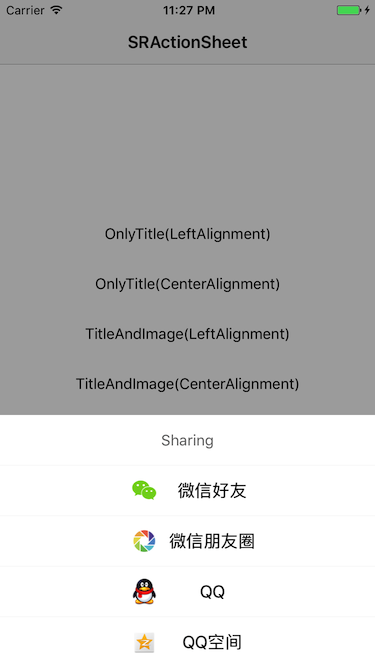 Carrier 11:27 PM
SRActionSheet
OnlyTitle(LeftAlignment)
OnlyTitle(CenterAlignment)
TitleAndImage(LeftAlignment)
TitleAndImage(CenterAlignment)
Sharing
微信好友
微信朋友圈
QQ
QQ空间